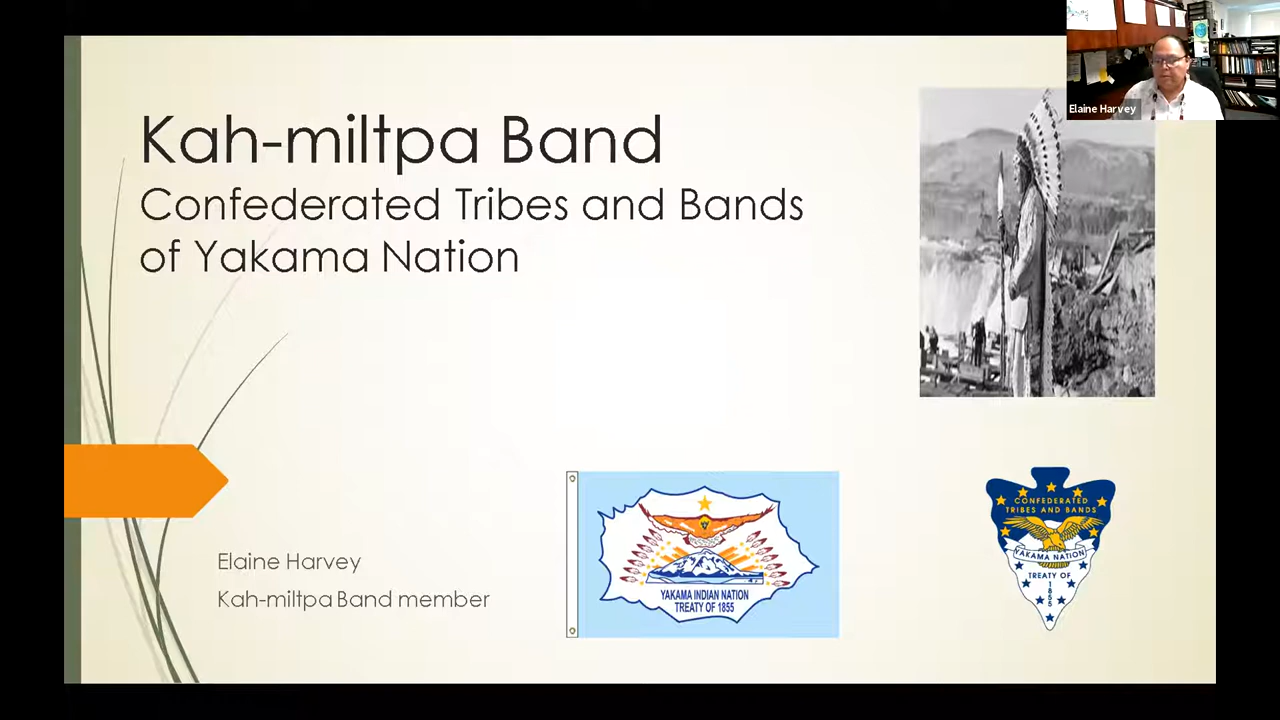 Elaine Harvey
Kah-miltpa Band
Confederated Tribes and Bands
of Yakama Nation
Elaine Harvey
Kah-miltpa Band member
YAKAMA INDIAN NATION
TREATY OF 1855
CONFEDERATED
TRIBES AND BANDS
YAKAMA NATION
TREATY OF
1855